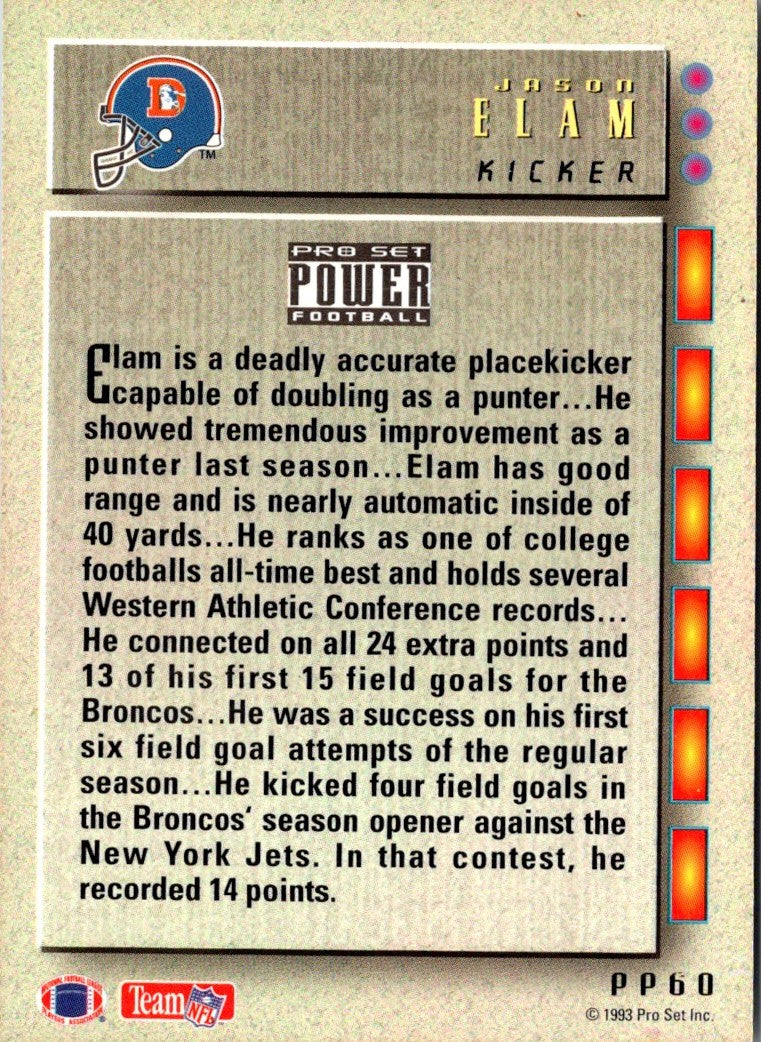 JASON
ELAM
KICKER
D
TM
PRO SET
POWER
FOOTBALL
Elam is a deadly accurate placekicker
capable of doubling as a punter...He
showed tremendous improvement as a
punter last season...Elam has good
range and is nearly automatic inside of
40 yards...He ranks as one of college
footballs all-time best and holds several
Western Athletic Conference records...
He connected on all 24 extra points and
13 of his first 15 field goals for the
Broncos...He was a success on his first
six field goal attempts of the regular
season...He kicked four field goals in
the Broncos' season opener against the
New York Jets. In that contest, he
recorded 14 points.
NATIONAL FOOTBALL LEAGUE
PLAYERS ASSOCIATION
®
Team NFL
PP60
© 1993 Pro Set Inc.